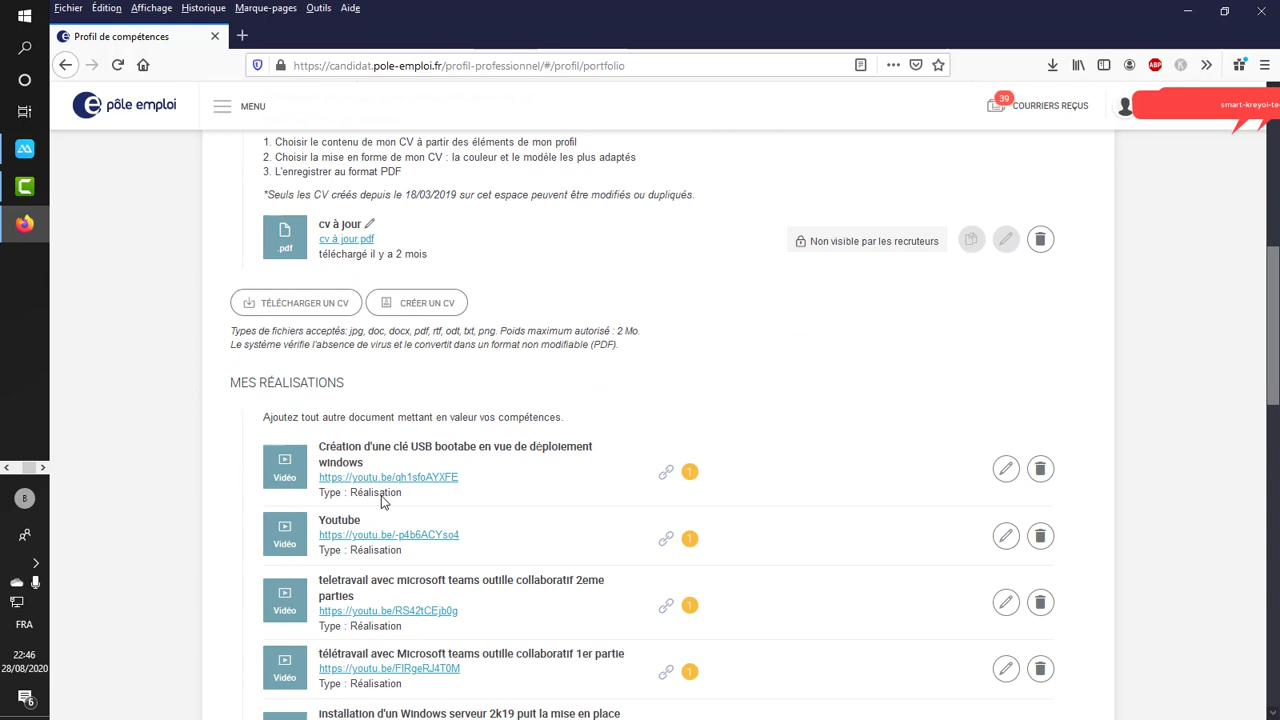 Fichier Édition Affichage Historique Marque-pages Outils Aide
Profil de compétences
https://candidat.pole-emploi.fr/profil-professionnel/#/profil/portfolio
ABP
pôle emploi
MENU
39
COURRIERS REÇUS
smart-kreyol-te
1. Choisir le contenu de mon CV à partir des éléments de mon profil
2. Choisir la mise en forme de mon CV : la couleur et le modèle les plus adaptés
3. L'enregistrer au format PDF
*Seuls les CV créés depuis le 18/03/2019 sur cet espace peuvent être modifiés ou dupliqués.
.pdf
cv à jour
cv à jour.pdf
téléchargé il y a 2 mois
Non visible par les recruteurs
TÉLÉCHARGER UN CV
CRÉER UN CV
Types de fichiers acceptés: jpg, doc, docx, pdf, rtf, odt, txt, png. Poids maximum autorisé : 2 Mo.
Le système vérifie l'absence de virus et le convertit dans un format non modifiable (PDF).
MES RÉALISATIONS
Ajoutez tout autre document mettant en valeur vos compétences.
Vidéo
Création d'une clé USB bootabe en vue de déploiement
windows
https://youtu.be/qh1sfoAYXFE
Type : Réalisation
1
Vidéo
Youtube
https://youtu.be/-p4b6ACYso4
Type : Réalisation
1
Vidéo
teletravail avec microsoft teams outille collaboratif 2eme
parties
https://youtu.be/RS42tCEjb0g
Type : Réalisation
1
Vidéo
télétravail avec Microsoft teams outille collaboratif 1er partie
https://youtu.be/FIRgeRJ4T0M
Type : Réalisation
1
installation d'un Windows serveur 2k19 puit la mise en place
B
FRA
22:46
28/08/2020
6